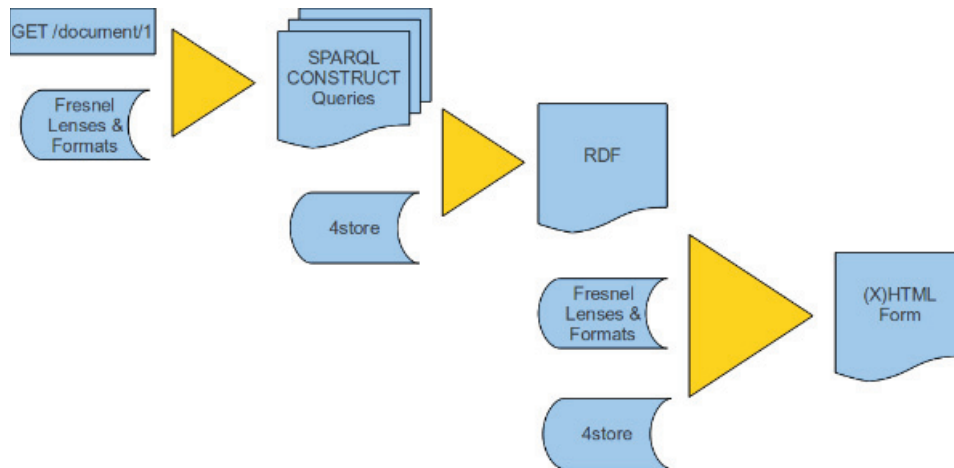 GET /document/1
Fresnel
Lenses &
Formats
SPARQL
CONSTRUCT
Queries
4store
RDF
Fresnel
Lenses &
Formats
4store
(X)HTML
Form